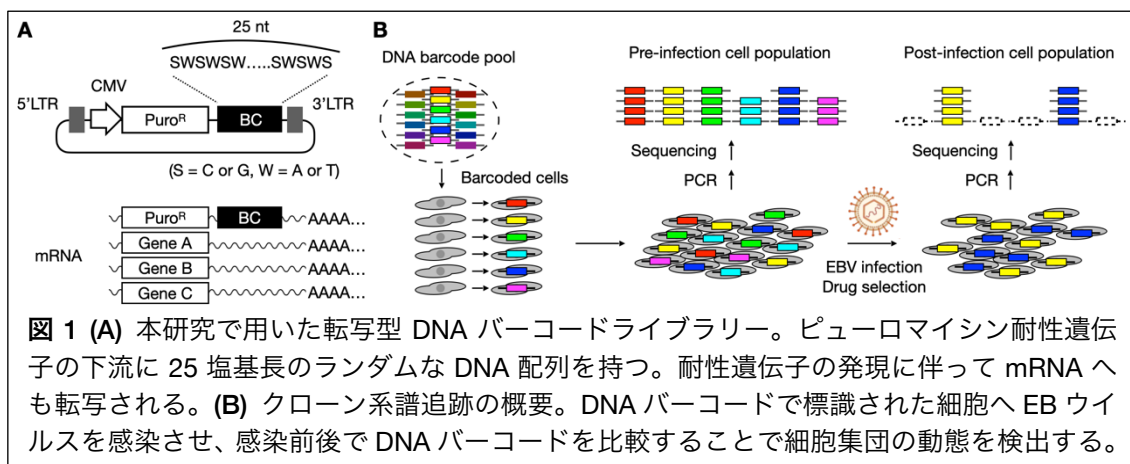 A
25 nt
SWSWSW.....SWSWS
CMV
5'LTR
3'LTR
Puroᴿ
BC
(S = C or G, W = A or T)
mRNA
Puroᴿ
BC
AAAA...
Gene A
AAAA...
Gene B
AAAA...
Gene C
AAAA...
B
DNA barcode pool
Barcoded cells
Pre-infection cell population
Sequencing
PCR
EBV infection
Drug selection
Post-infection cell population
Sequencing
PCR
図 1 (A) 本研究で用いた転写型 DNA バーコードライブラリー。ピューロマイシン耐性遺伝
子の下流に 25 塩基長のランダムな DNA 配列を持つ。耐性遺伝子の発現に伴って mRNA へ
も転写される。(B) クローン系譜追跡の概要。DNA バーコードで標識された細胞へ EB ウイ
ルスを感染させ、感染前後で DNA バーコードを比較することで細胞集団の動態を検出する。